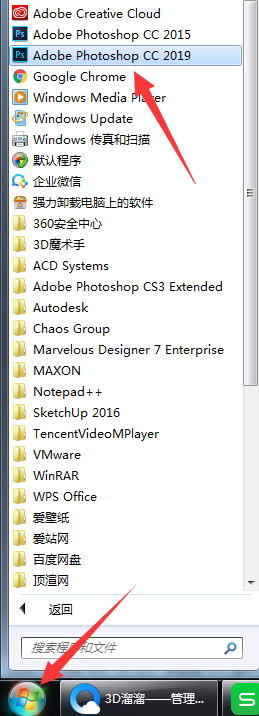 Adobe Creative Cloud
Ps Adobe Photoshop CC 2015
Ps Adobe Photoshop CC 2019
Google Chrome
Windows Media Player
Windows Update
Windows 传真和扫描
默认程序
企业微信
强力卸载电脑上的软件
360安全中心
3D魔术手
ACD Systems
Adobe Photoshop CS3 Extended
Autodesk
Chaos Group
Marvelous Designer 7 Enterprise
MAXON
Notepad++
SketchUp 2016
TencentVideoMPlayer
VMware
WinRAR
WPS Office
爱壁纸
爱站网
百度网盘
顶渲网
返回
搜索程序和文件
3D溜溜——管理... S